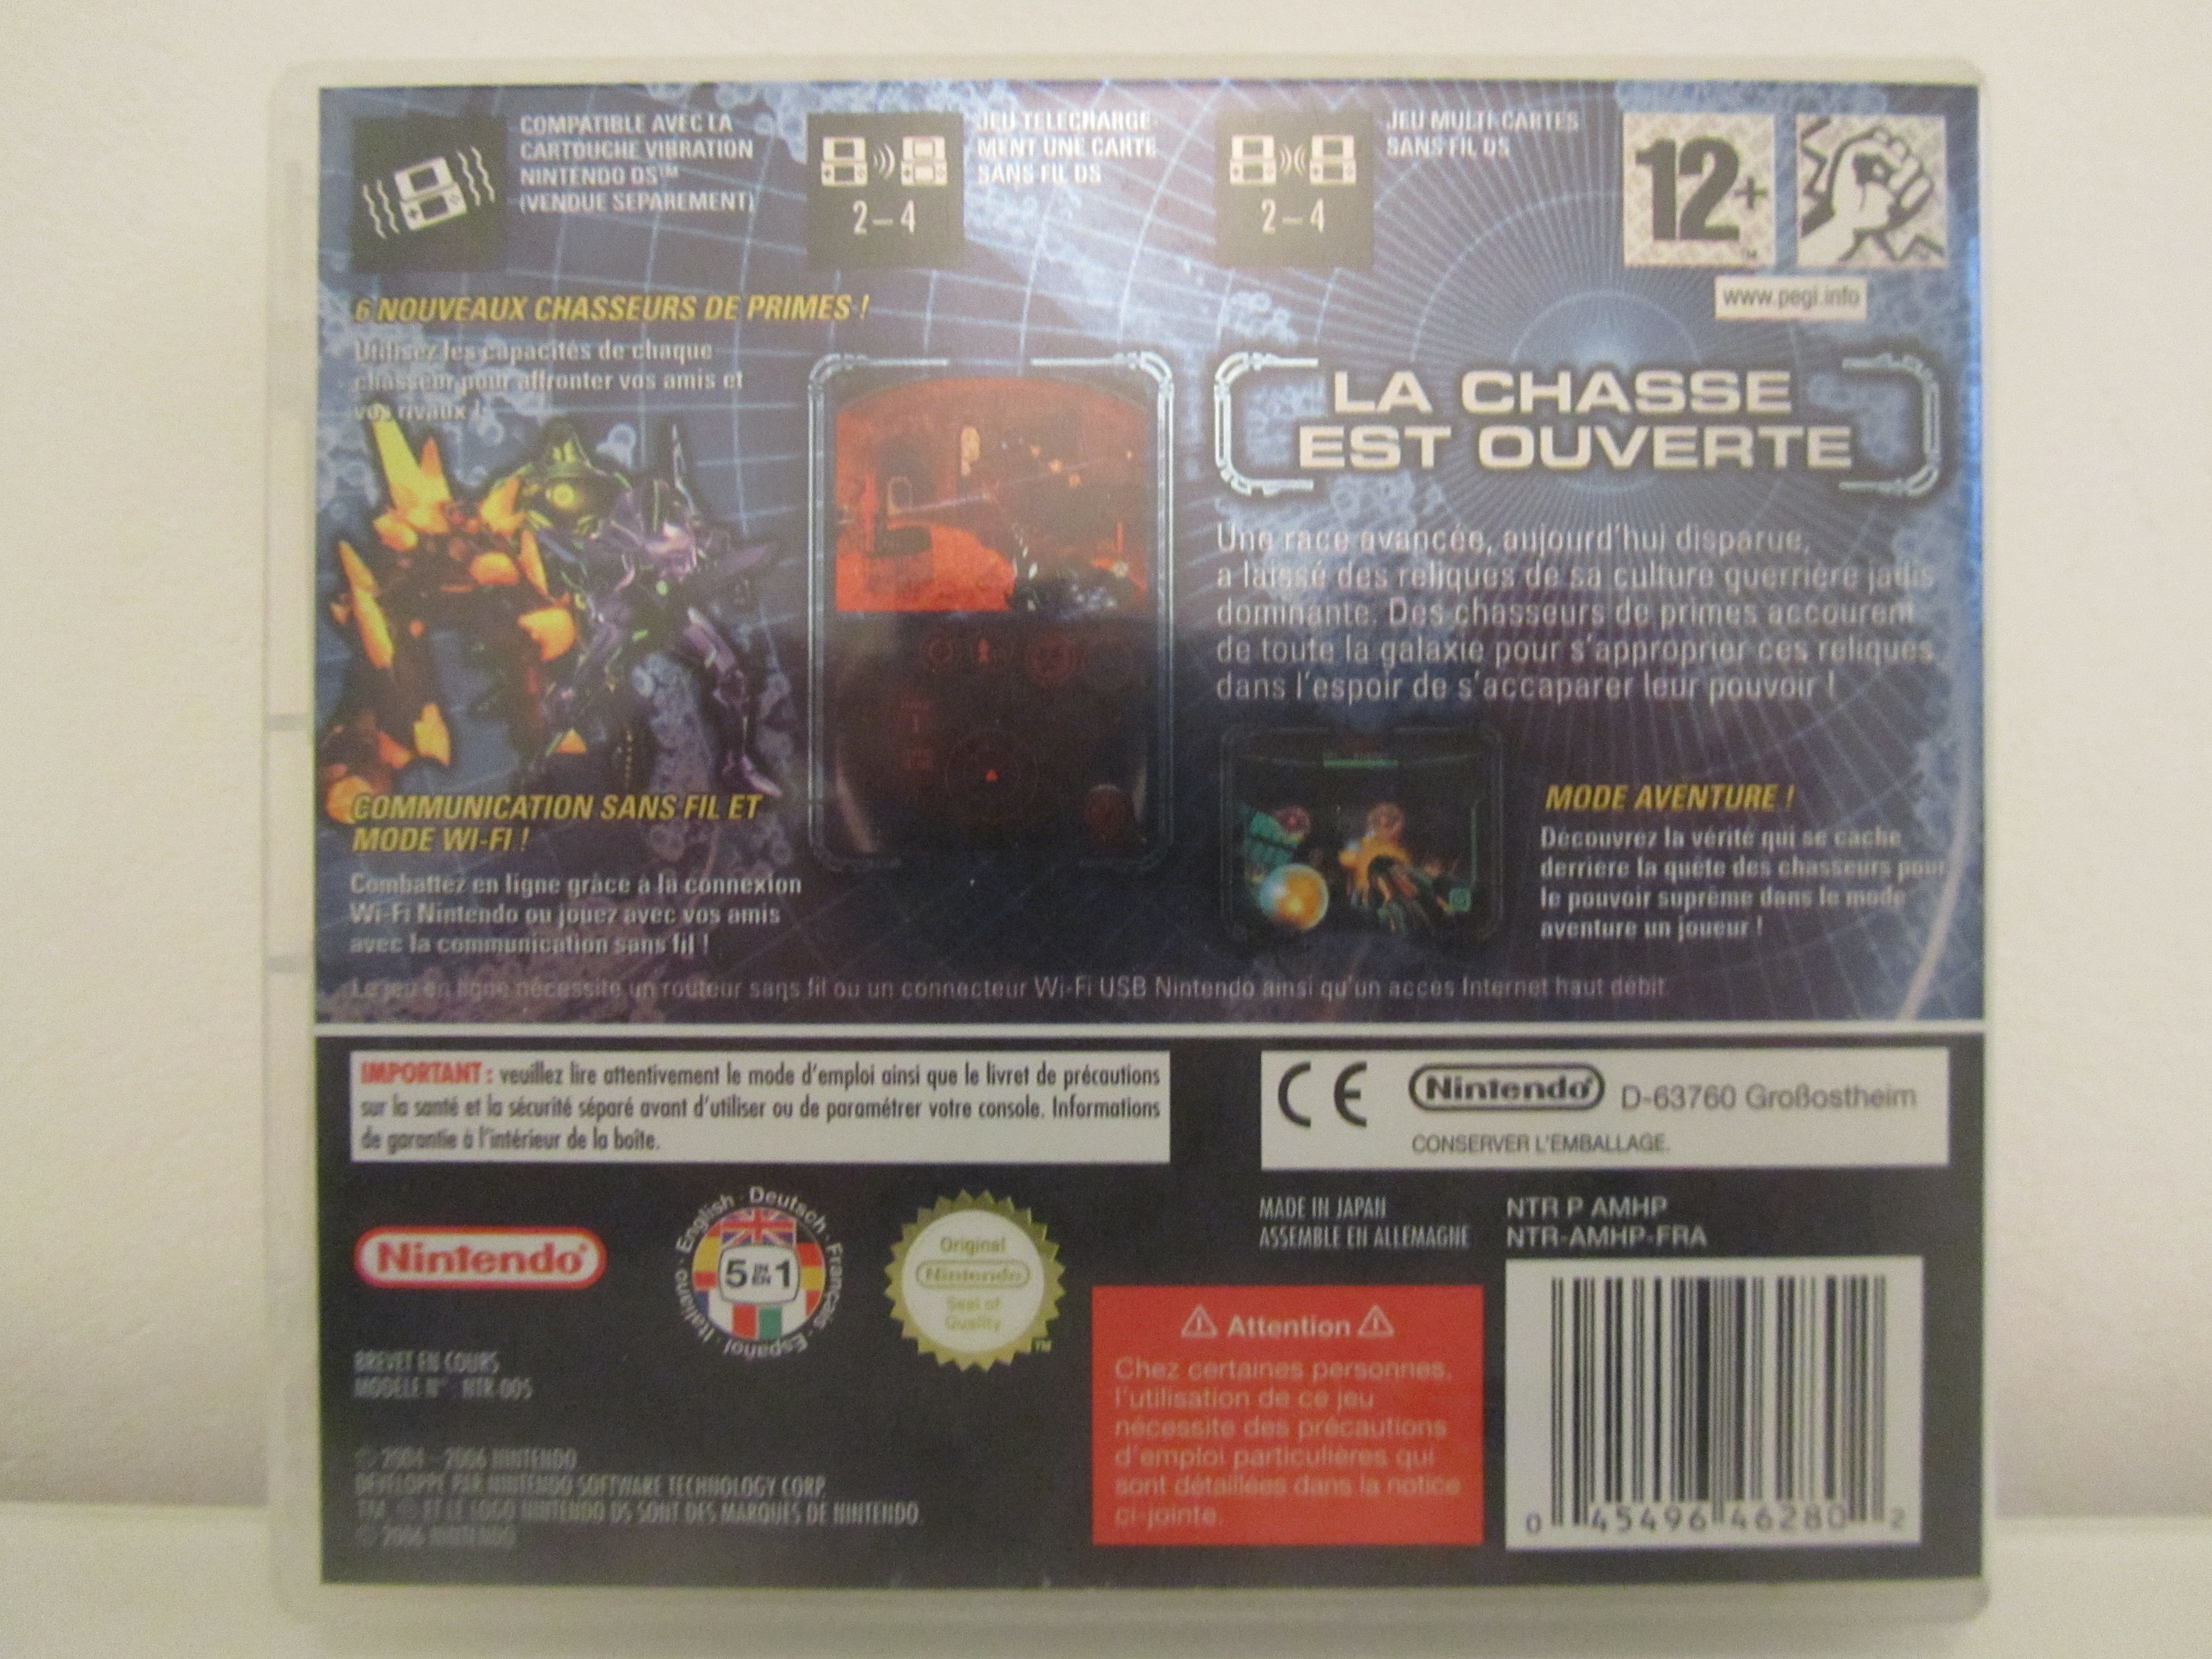 COMPATIBLE AVEC LA
CARTOUCHE VIBRATION
NINTENDO DS™
(VENDUE SEPAREMENT)
2–4
JEU TELECHARGE-
MENT UNE CARTE
SANS FIL DS
2–4
JEU MULTI-CARTES
SANS FIL DS
12+
™
www.pegi.info
6 NOUVEAUX CHASSEURS DE PRIMES !
Utilisez les capacités de chaque
chasseur pour affronter vos amis et
vos rivaux !
LA CHASSE
EST OUVERTE
Une race avancée, aujourd'hui disparue,
a laissé des reliques de sa culture guerrière jadis
dominante. Des chasseurs de primes accourent
de toute la galaxie pour s'approprier ces reliques
dans l'espoir de s'accaparer leur pouvoir !
COMMUNICATION SANS FIL ET
MODE WI-FI !
Combattez en ligne grâce à la connexion
Wi-Fi Nintendo ou jouez avec vos amis
avec la communication sans fil !
MODE AVENTURE !
Découvrez la vérité qui se cache
derrière la quête des chasseurs pour
le pouvoir suprême dans le mode
aventure un joueur !
Le jeu en ligne nécessite un routeur sans fil ou un connecteur Wi-Fi USB Nintendo ainsi qu'un accès Internet haut débit.
IMPORTANT : veuillez lire attentivement le mode d'emploi ainsi que le livret de précautions
sur la santé et la sécurité séparé avant d'utiliser ou de paramétrer votre console. Informations
de garantie à l'intérieur de la boîte.
CE
Nintendo® D-63760 Großostheim
CONSERVER L'EMBALLAGE.
Nintendo®
English · Deutsch · Français · Español · Italiano
5 IN EN 1
Original
Nintendo
Seal of
Quality
™
MADE IN JAPAN
ASSEMBLE EN ALLEMAGNE
NTR P AMHP
NTR-AMHP-FRA
BREVET EN COURS
MODÈLE N° : NTR-005
© 2004 - 2006 NINTENDO
DEVELOPPE PAR NINTENDO SOFTWARE TECHNOLOGY CORP.
TM, ® ET LE LOGO NINTENDO DS SONT DES MARQUES DE NINTENDO
© 2006 NINTENDO
⚠ Attention ⚠
Chez certaines personnes,
l'utilisation de ce jeu
nécessite des précautions
d'emploi particulières qui
sont détaillées dans la notice
ci-jointe.
0 45496 46280 2